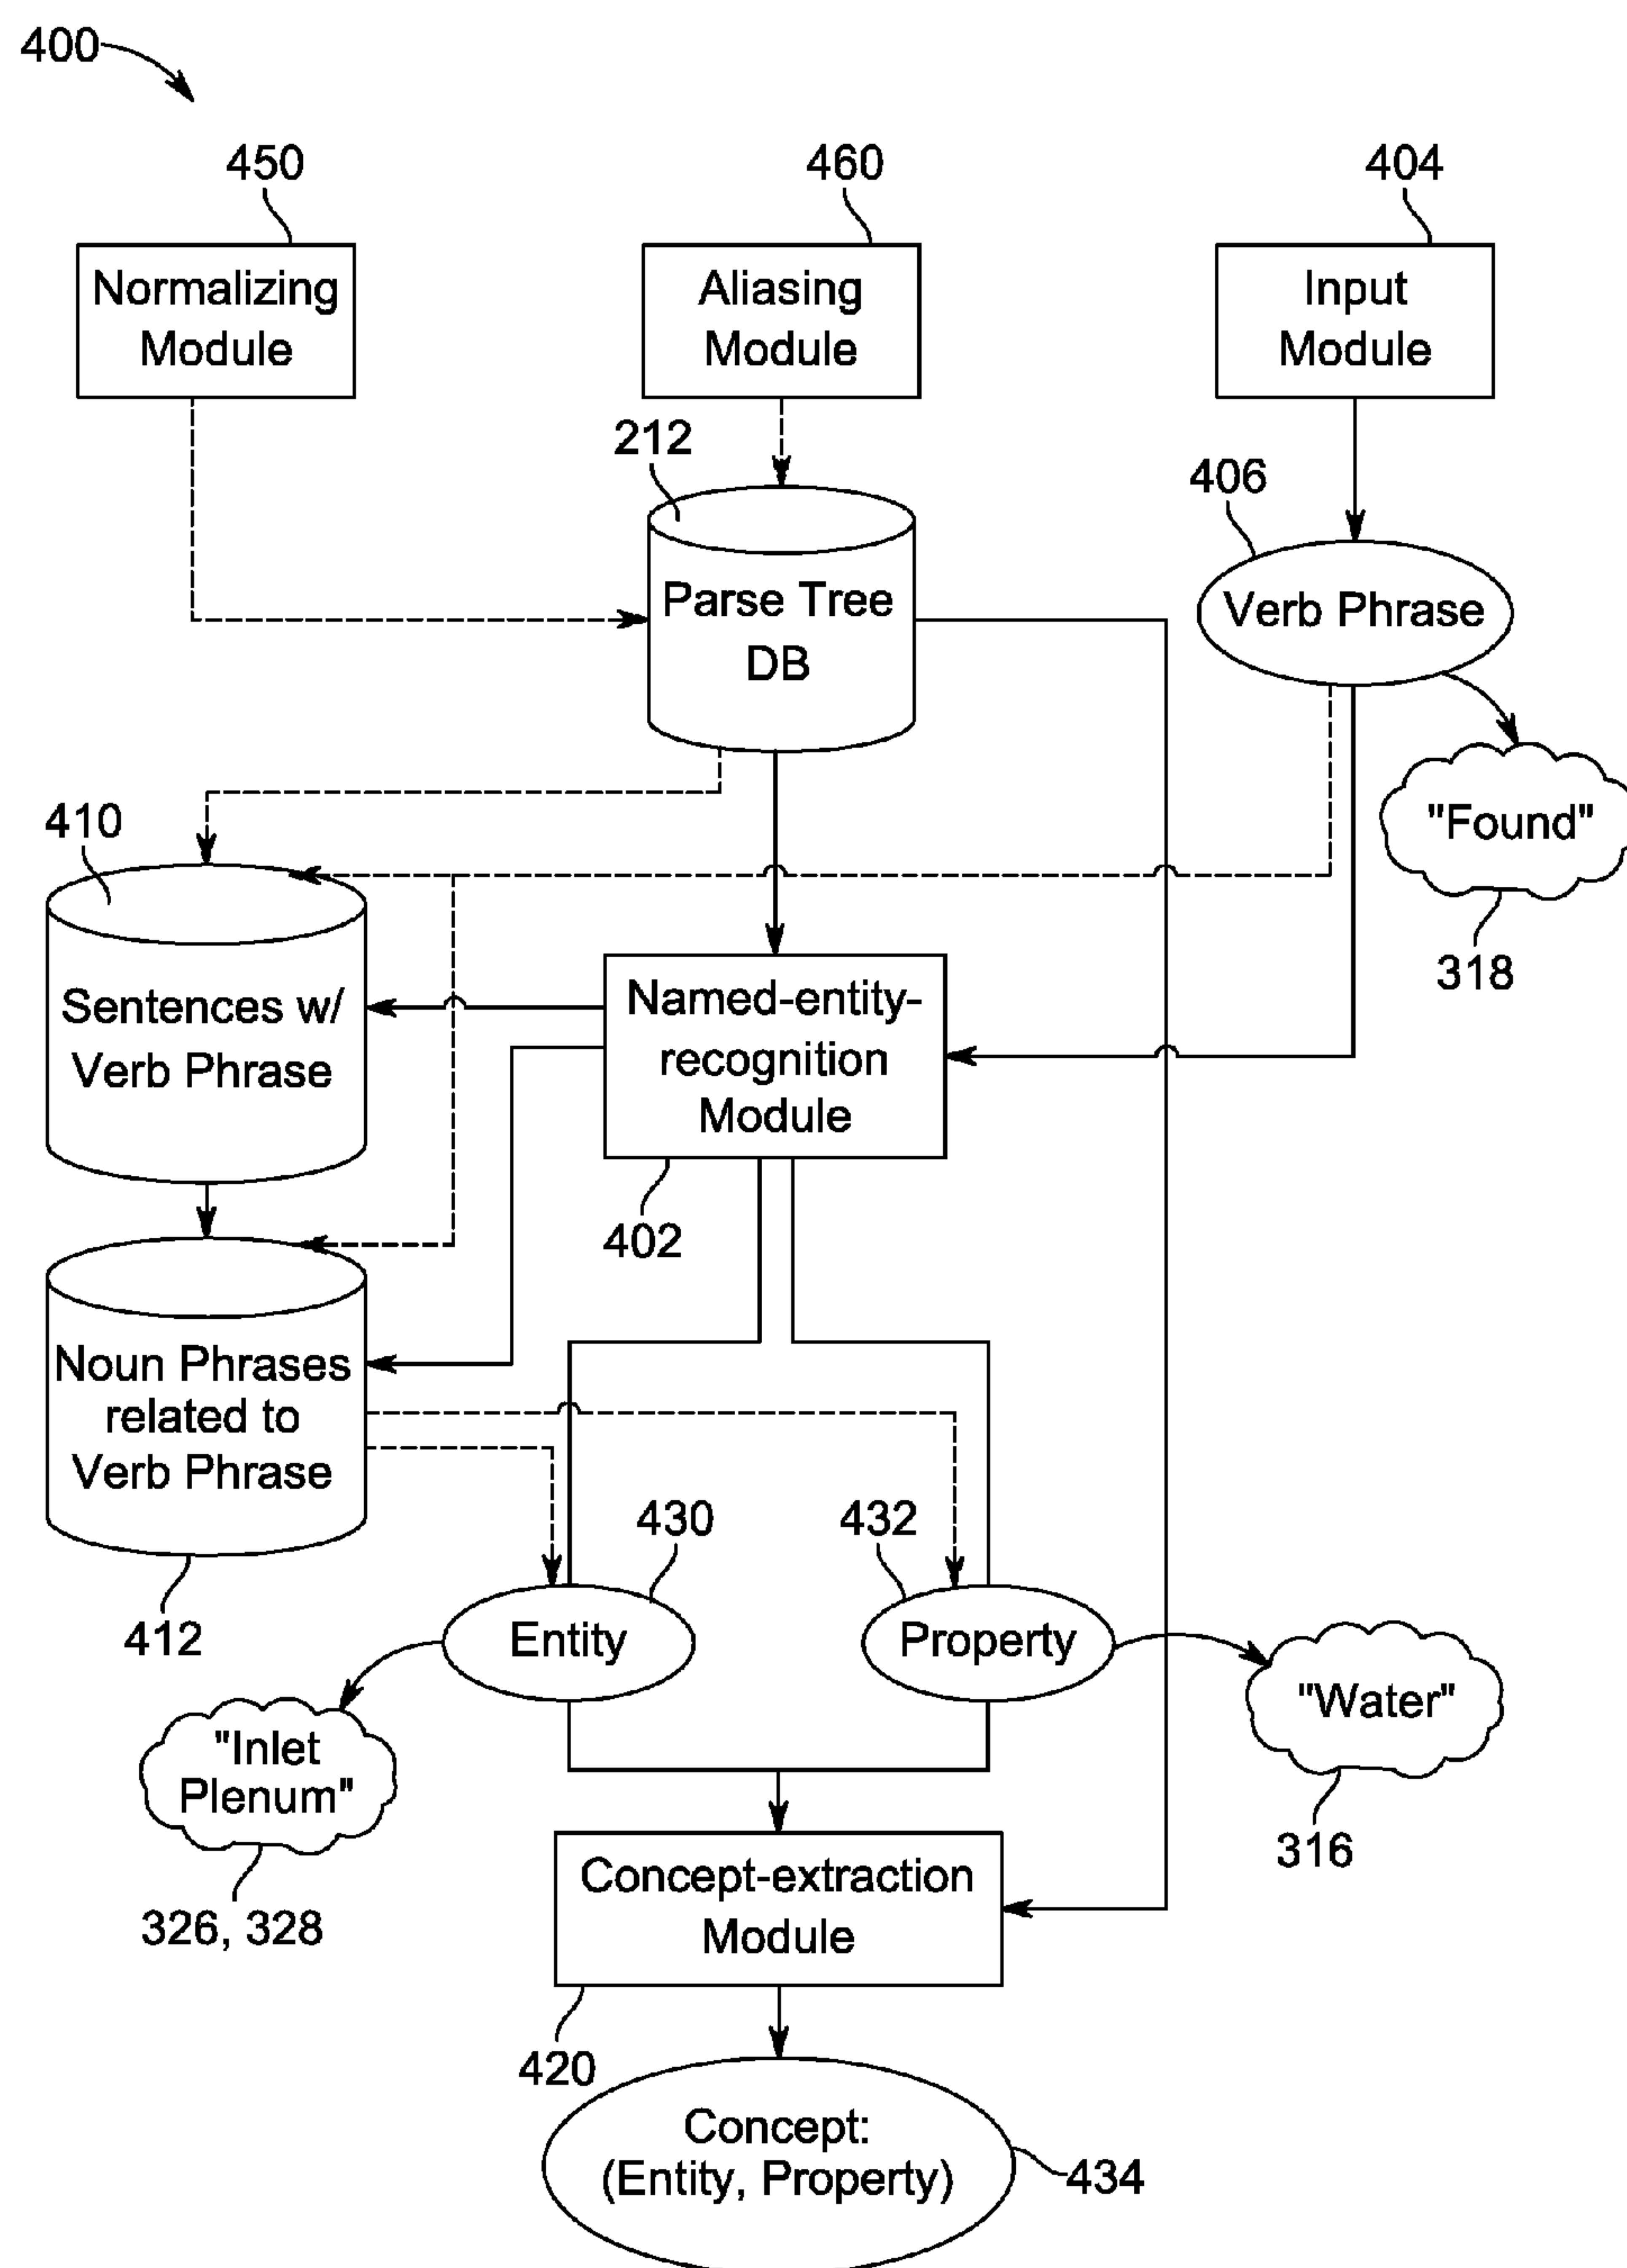 400
450
460
404
Normalizing
Module
Aliasing
Module
Input
Module
212
406
Parse Tree
DB
Verb Phrase
"Found"
318
410
Sentences w/
Verb Phrase
Named-entity-
recognition
Module
402
Noun Phrases
related to
Verb Phrase
412
430
432
Entity
Property
"Inlet
Plenum"
326, 328
"Water"
316
Concept-extraction
Module
420
Concept:
(Entity, Property)
434